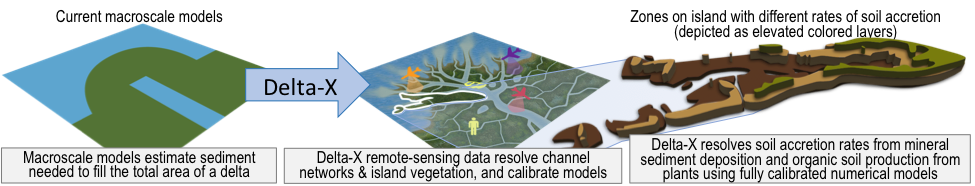 Current macroscale models
Zones on island with different rates of soil accretion
(depicted as elevated colored layers)
Delta-X
Macroscale models estimate sediment
needed to fill the total area of a delta
Delta-X remote-sensing data resolve channel
networks & island vegetation, and calibrate models
Delta-X resolves soil accretion rates from mineral
sediment deposition and organic soil production from
plants using fully calibrated numerical models